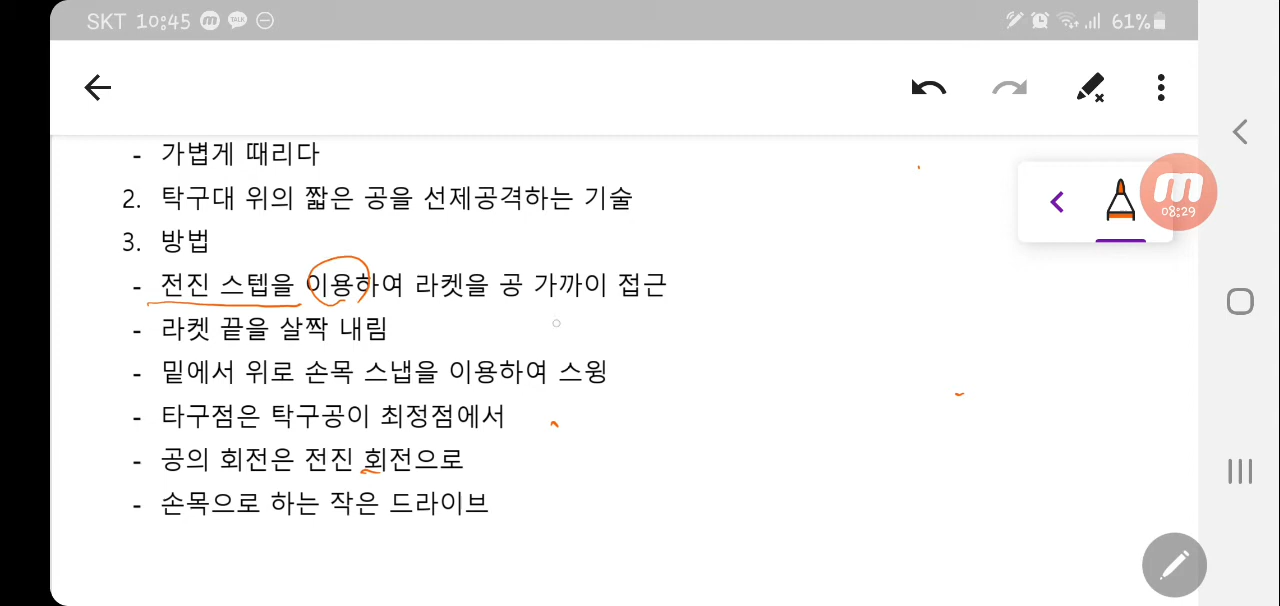 SKT 10:45 m TALK 61%
- 가볍게 때리다
2. 탁구대 위의 짧은 공을 선제공격하는 기술
3. 방법
- 전진 스텝을 이용하여 라켓을 공 가까이 접근
- 라켓 끝을 살짝 내림
- 밑에서 위로 손목 스냅을 이용하여 스윙
- 타구점은 탁구공이 최정점에서
- 공의 회전은 전진 회전으로
- 손목으로 하는 작은 드라이브
m
08:29